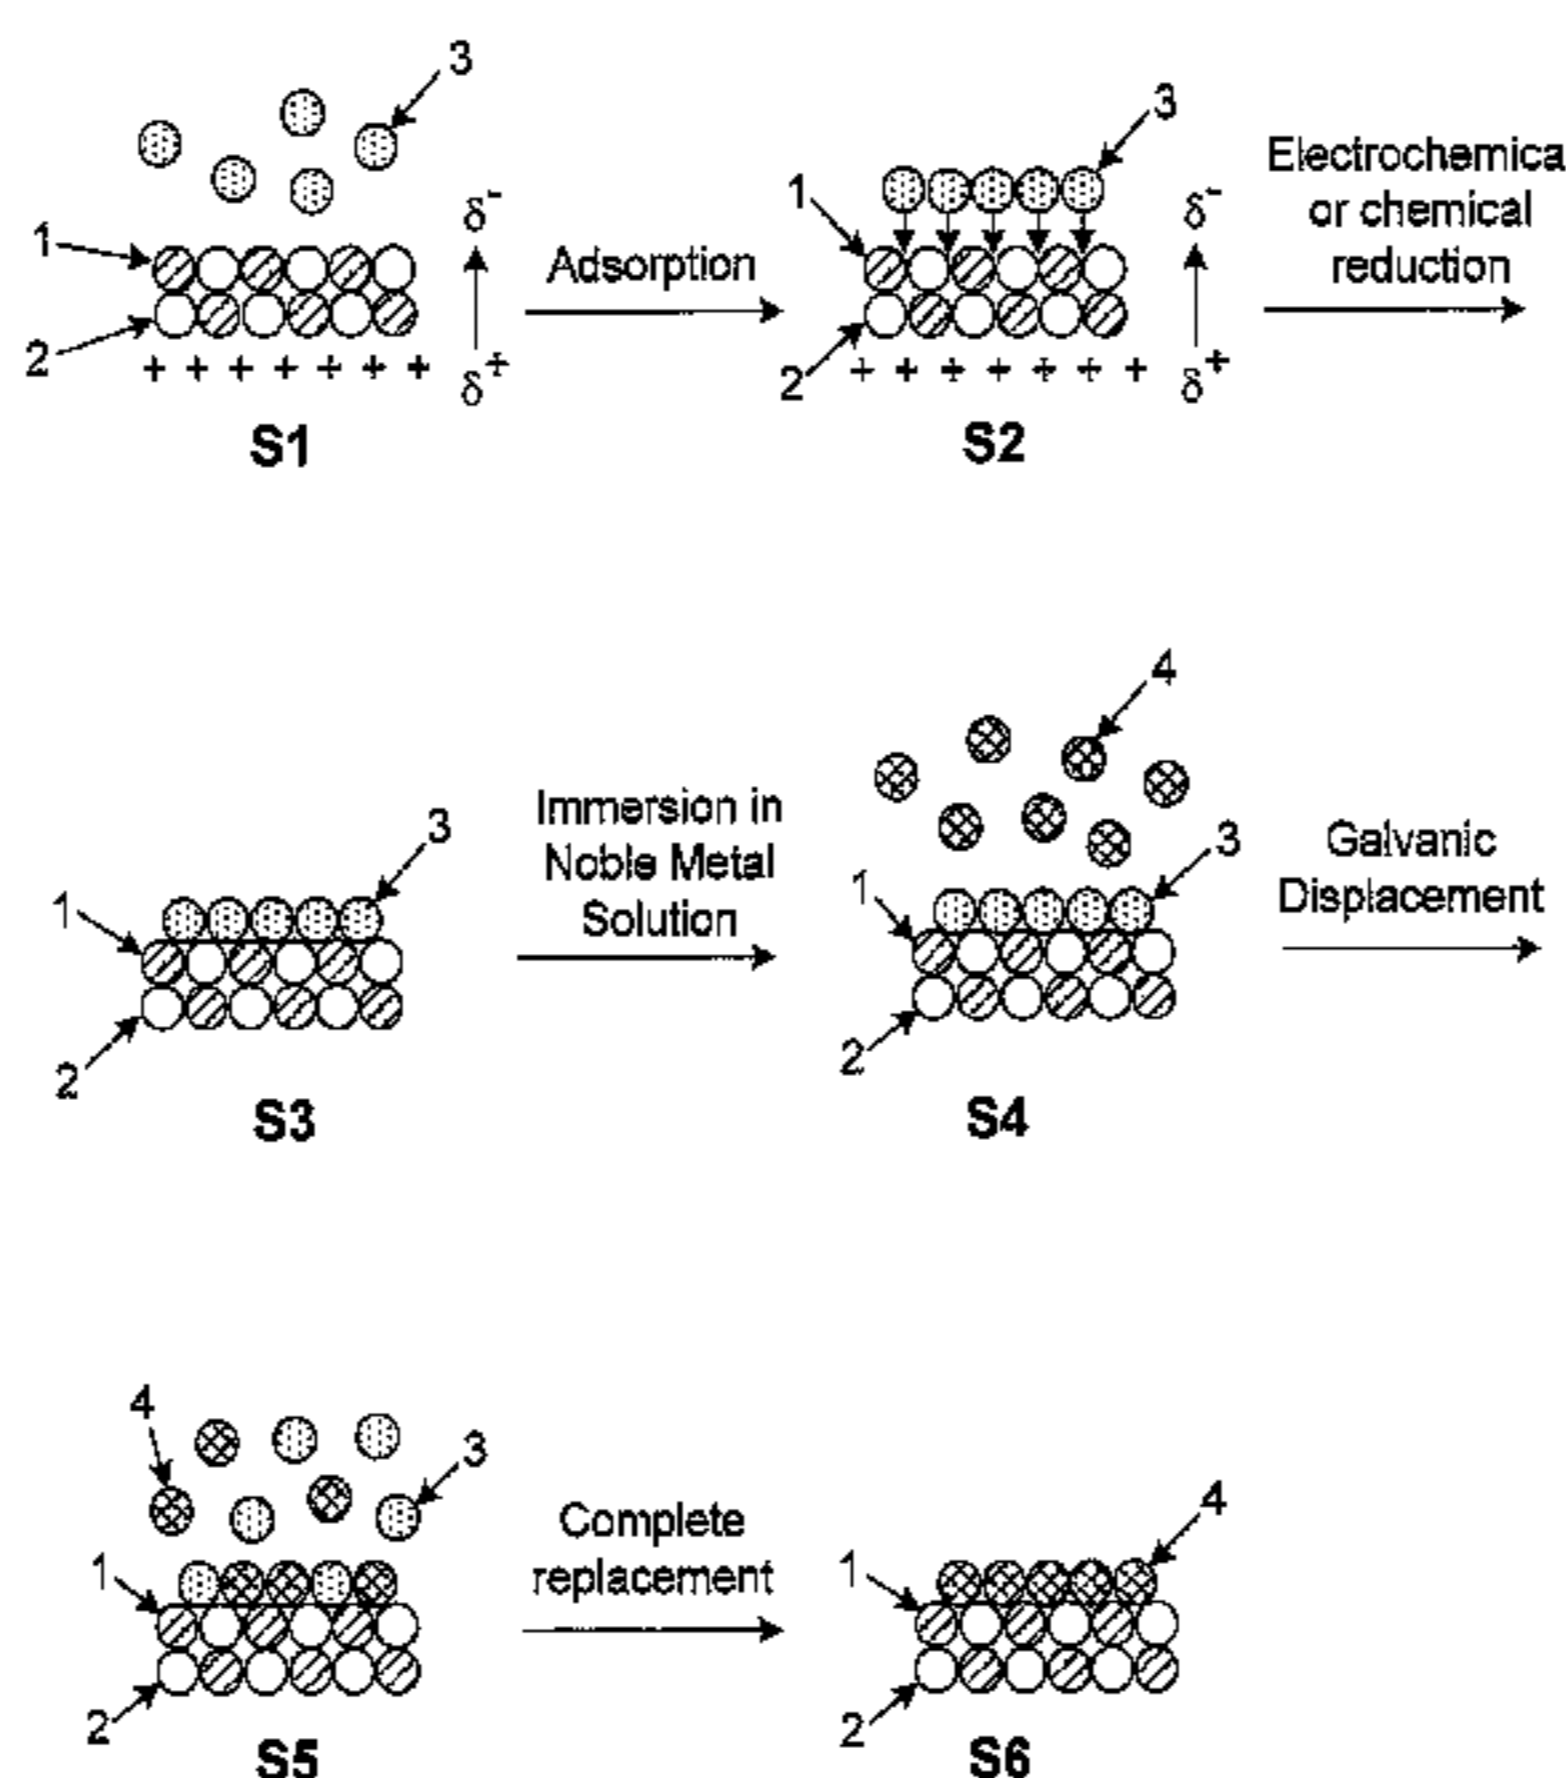 3
3
δ⁻
1
1
δ⁻
Electrochemica
or chemical
reduction
Adsorption
2
+ + + + + + +
δ⁺
2
+ + + + + + +
δ⁺
S1
S2
4
3
Immersion in
Noble Metal
Solution
3
Galvanic
Displacement
1
1
2
2
S3
S4
4
3
Complete
replacement
4
1
1
2
2
S5
S6